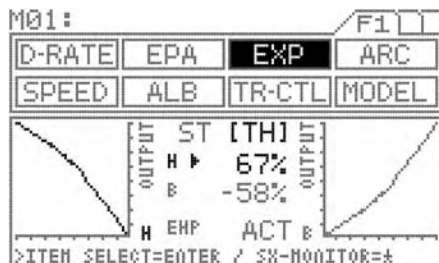 M01: F1
D-RATE EPA EXP ARC
SPEED ALB TR-CTL MODEL
OUTPUT ST [TH] OUTPUT
H 67%
B -58%
H EXP ACT B
>ITEM SELECT=ENTER / SX-MONITOR=±